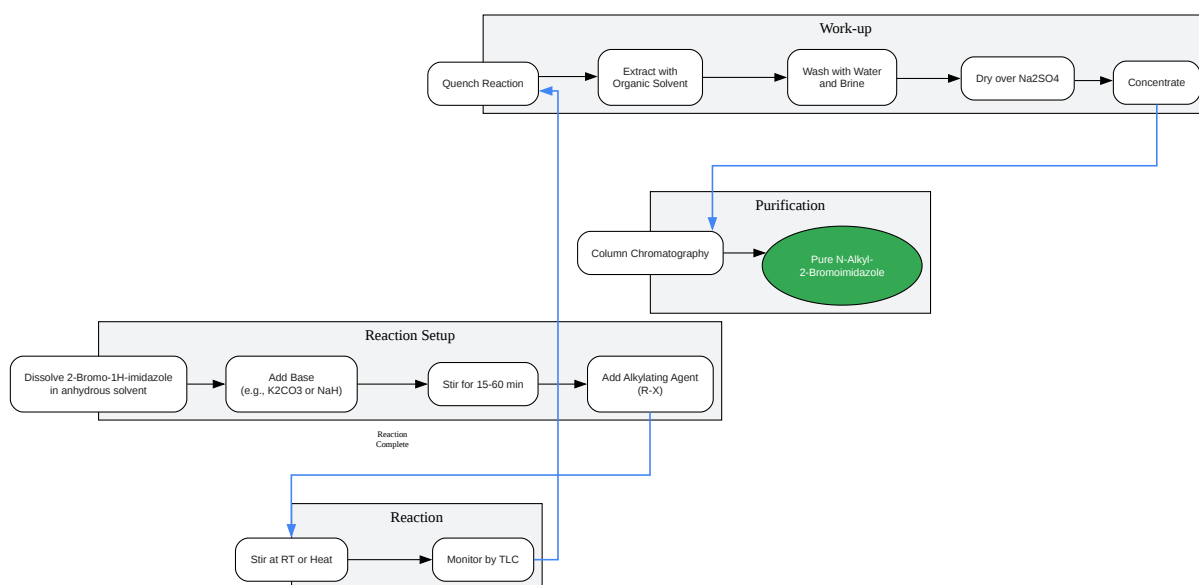 Work-up
Quench Reaction
Extract with
Organic Solvent
Wash with Water
and Brine
Dry over Na2SO4
Concentrate
Purification
Column Chromatography
Pure N-Alkyl-
2-Bromoimidazole
Reaction Setup
Dissolve 2-Bromo-1H-imidazole
in anhydrous solvent
Add Base
(e.g., K2CO3 or NaH)
Stir for 15-60 min
Add Alkylating Agent
(R-X)
Reaction
Complete
Reaction
Stir at RT or Heat
Monitor by TLC